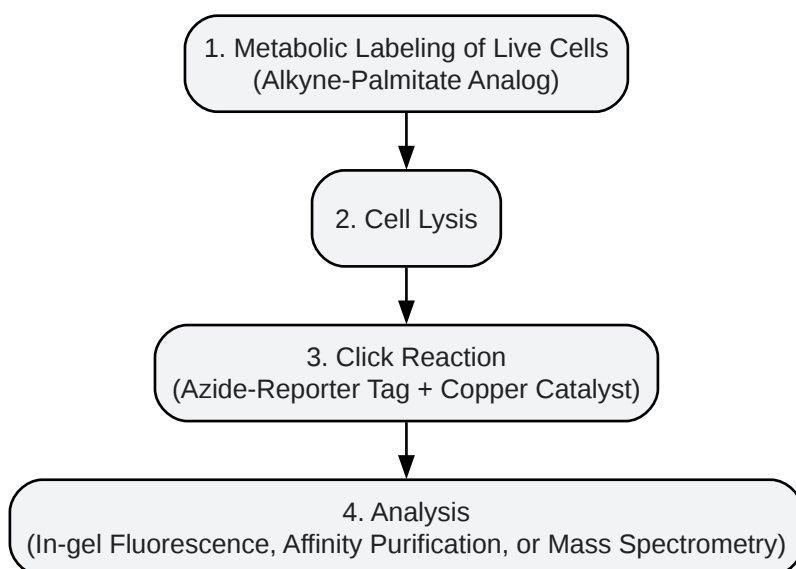 1. Metabolic Labeling of Live Cells
(Alkyne-Palmitate Analog)
2. Cell Lysis
3. Click Reaction
(Azide-Reporter Tag + Copper Catalyst)
4. Analysis
(In-gel Fluorescence, Affinity Purification, or Mass Spectrometry)